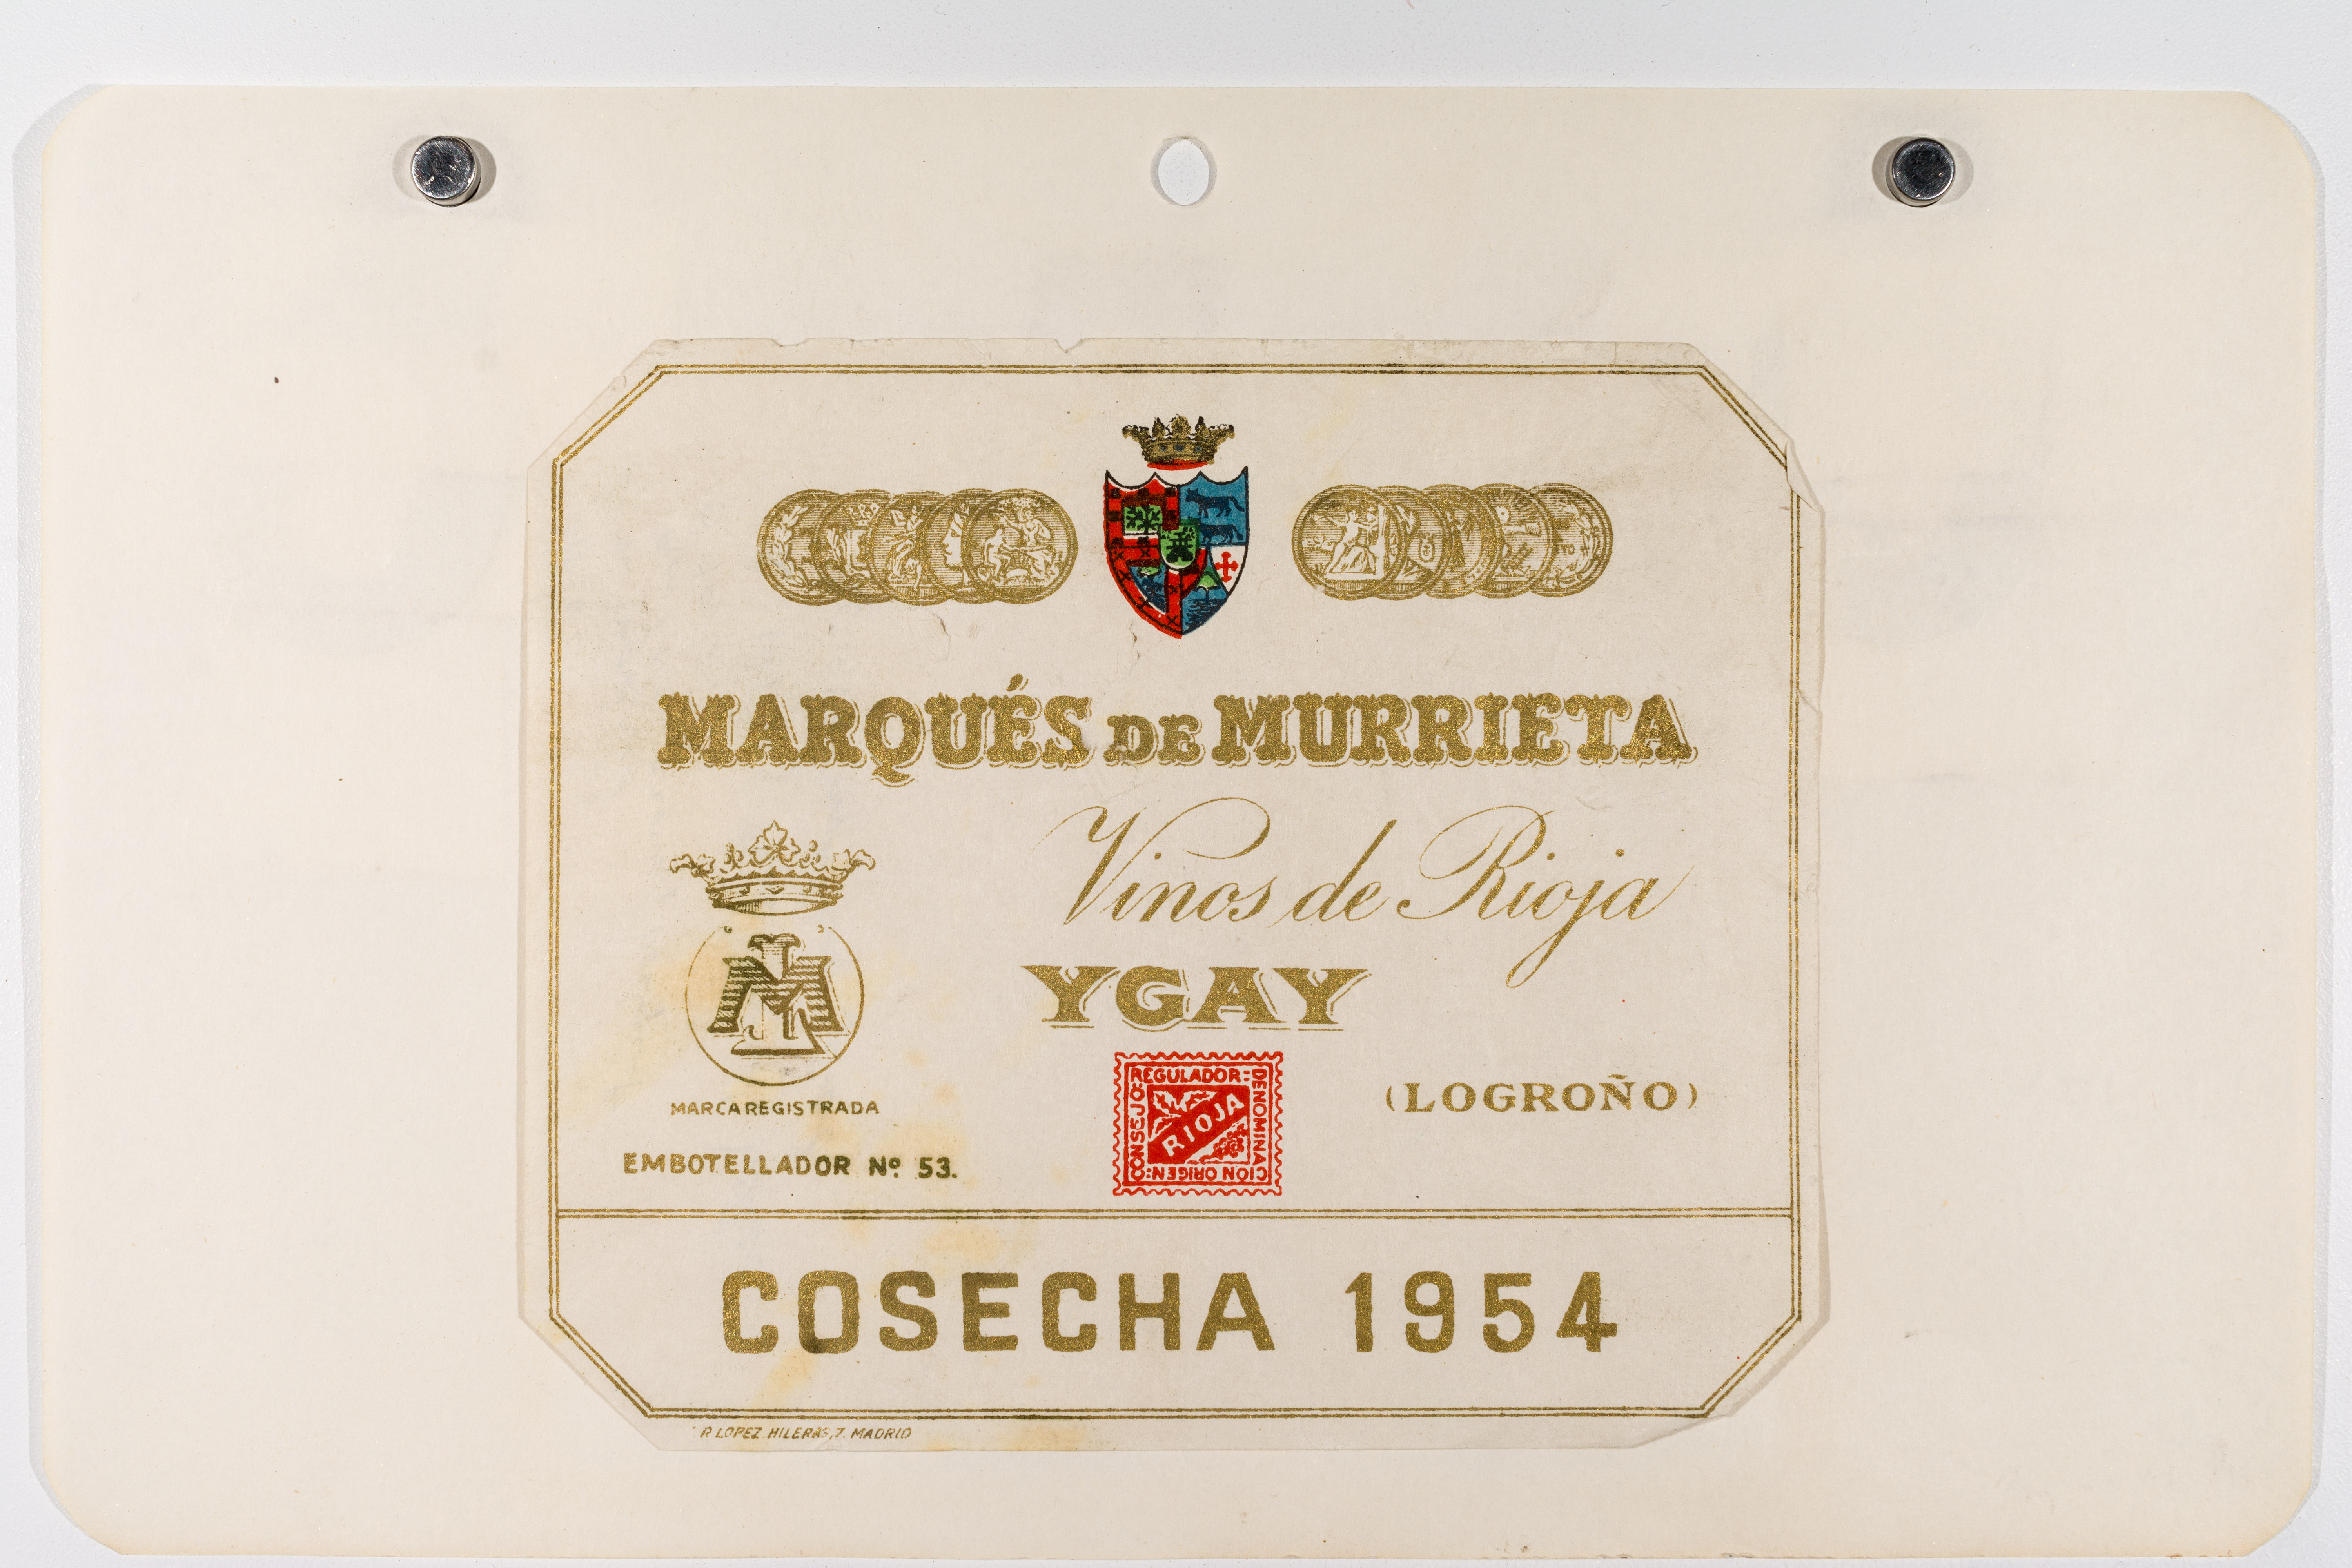 MARQUÉS DE MURRIETA
Vinos de Rioja
YGAY
MARCA REGISTRADA
EMBOTELLADOR Nº 53.
CONSEJO REGULADOR DENOMINACION ORIGEN
RIOJA
(LOGROÑO)
COSECHA 1954
R. LOPEZ. HILERAS, 7. MADRID